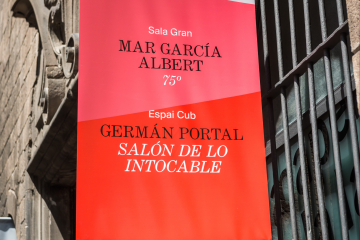 Sala Gran
MAR GARCÍA
ALBERT
75º
Espai Cub
GERMÁN PORTAL
SALÓN DE LO
INTOCABLE